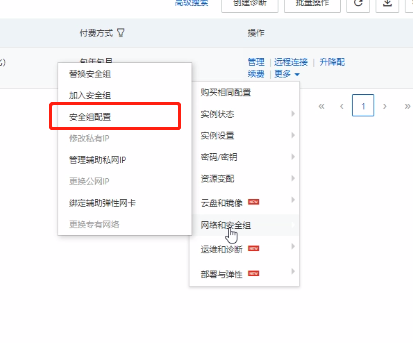 高级搜索 创建诊断 批量操作
付费方式 操作
包年包月 管理 远程连接 升降配
续费 更多
替换安全组
加入安全组
安全组配置
修改私有IP
管理辅助私网IP
更换公网IP
绑定辅助弹性网卡
更换专有网络
购买相同配置
实例状态
实例设置
密码/密钥
资源变配
云盘和镜像 NEW
网络和安全组
运维和诊断 NEW
部署与弹性 NEW
« ‹ 1 › »